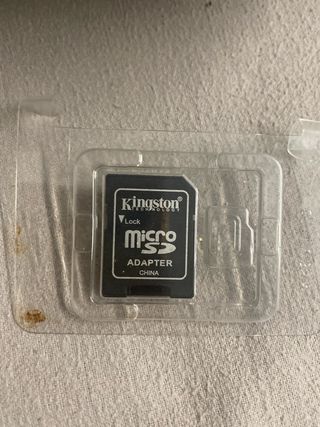 Kingston
TECHNOLOGY
Lock
micro
SD
ADAPTER
CHINA